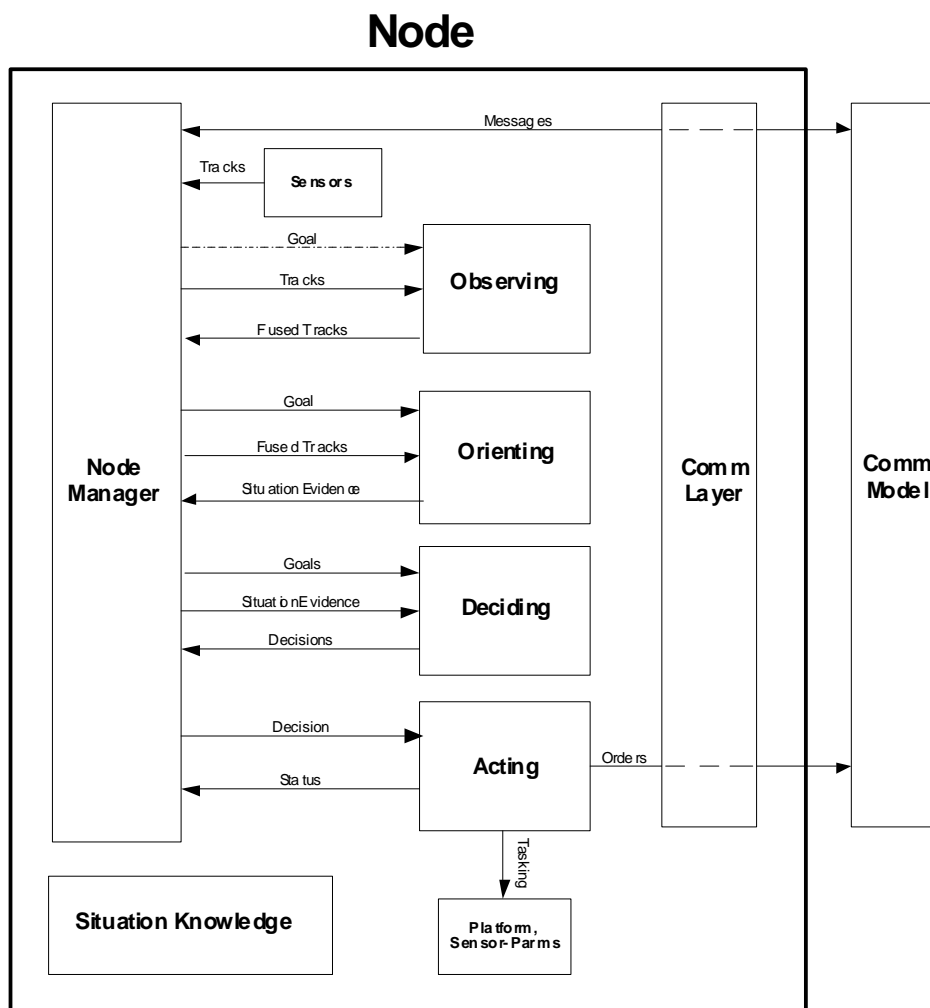 Node
Messages
Tracks
Sensors
Goal
Observing
Tracks
Fused Tracks
Goal
Orienting
Fused Tracks
Situation Evidence
Node
Manager
Comm
Layer
Comm
Model
Goals
Situation Evidence
Deciding
Decisions
Decision
Acting
Orders
Status
Tasking
Situation Knowledge
Platform,
Sensor-Parms